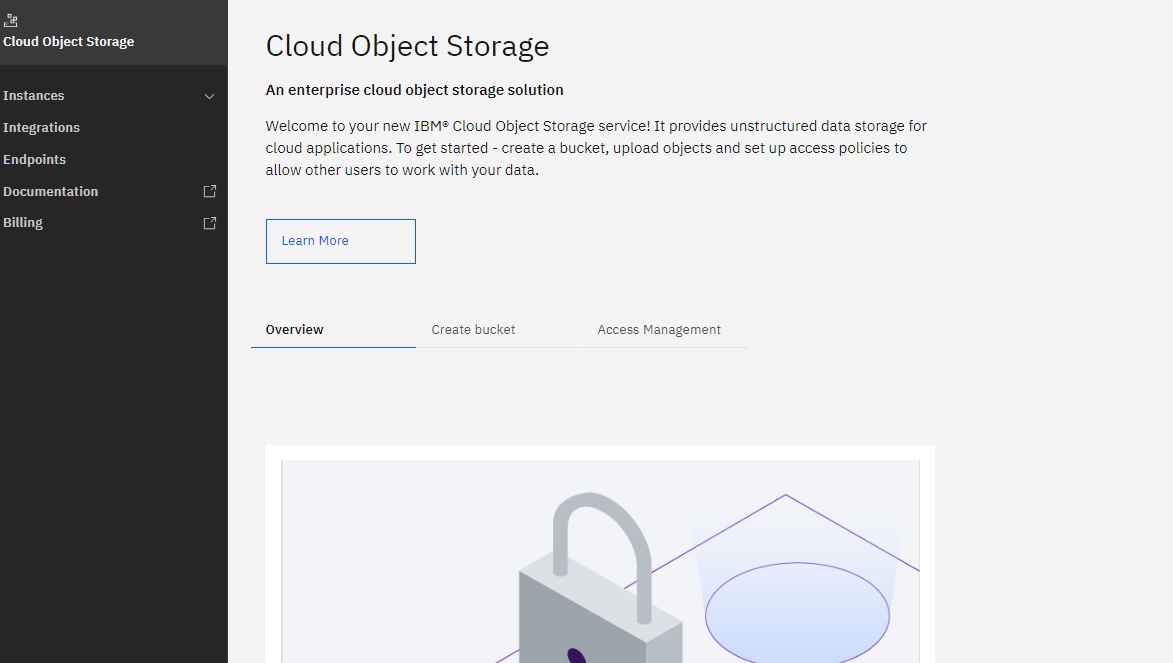 Cloud Object Storage
Instances
Integrations
Endpoints
Documentation
Billing
Cloud Object Storage
An enterprise cloud object storage solution
Welcome to your new IBM® Cloud Object Storage service! It provides unstructured data storage for
cloud applications. To get started - create a bucket, upload objects and set up access policies to
allow other users to work with your data.
Learn More
Overview
Create bucket
Access Management